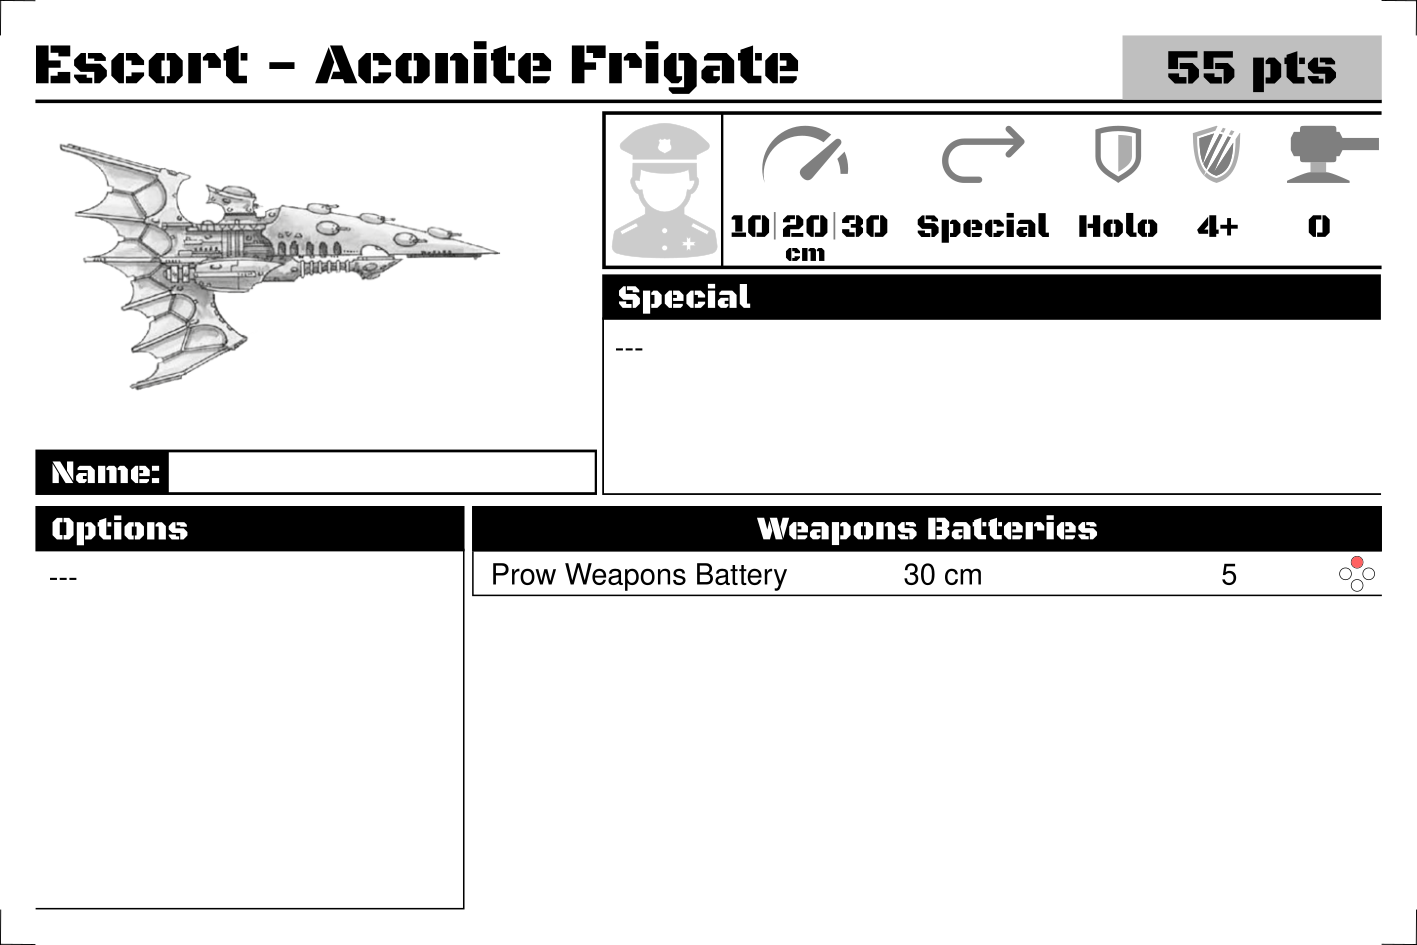 Escort - Aconite Frigate
55 pts
10|20|30 Special Holo 4+ 0
cm
Special
---
Name:
Options
---
Weapons Batteries
Prow Weapons Battery 30 cm 5